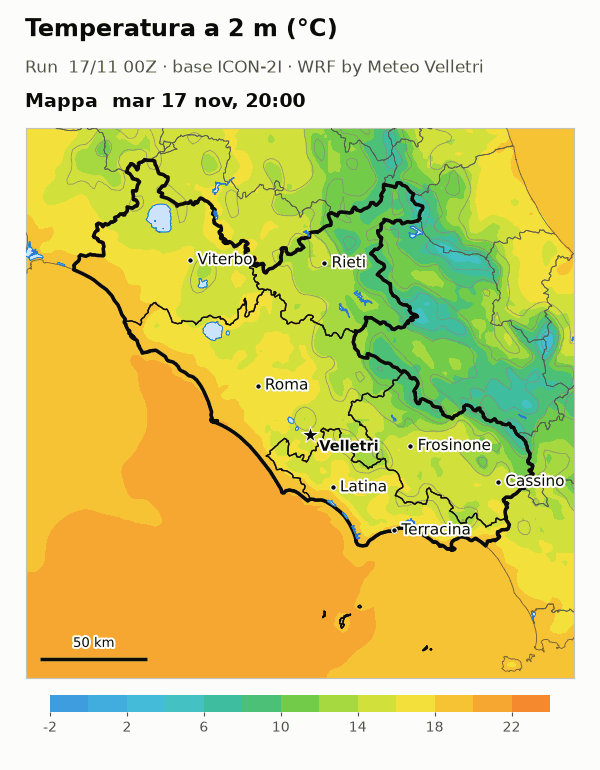 Temperatura a 2 m (°C)
Run  17/11 00Z · base ICON-2I · WRF by Meteo Velletri
Mappa  mar 17 nov, 20:00
Viterbo
Rieti
Roma
Velletri
Frosinone
Cassino
Latina
Terracina
50 km
-2 2 6 10 14 18 22